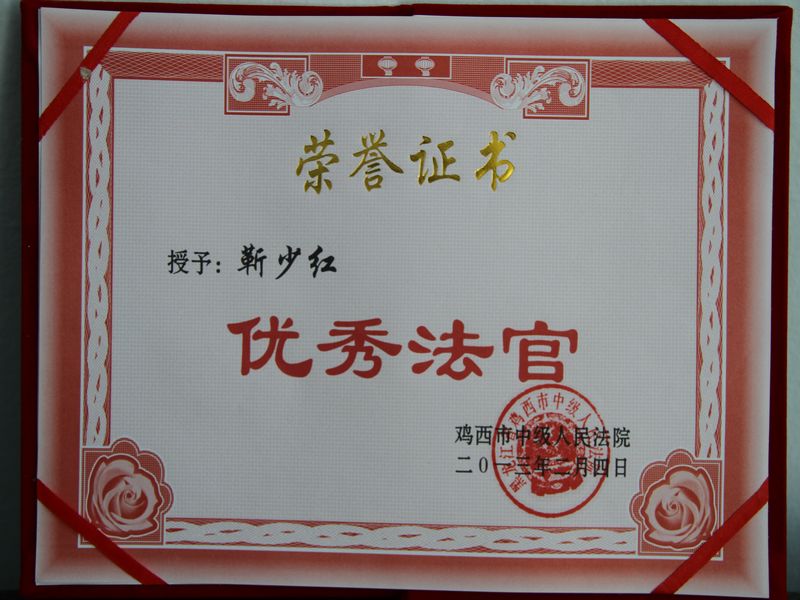 荣誉证书
授予：靳少红
优秀法官
鸡西市中级人民法院
二〇一三年二月四日